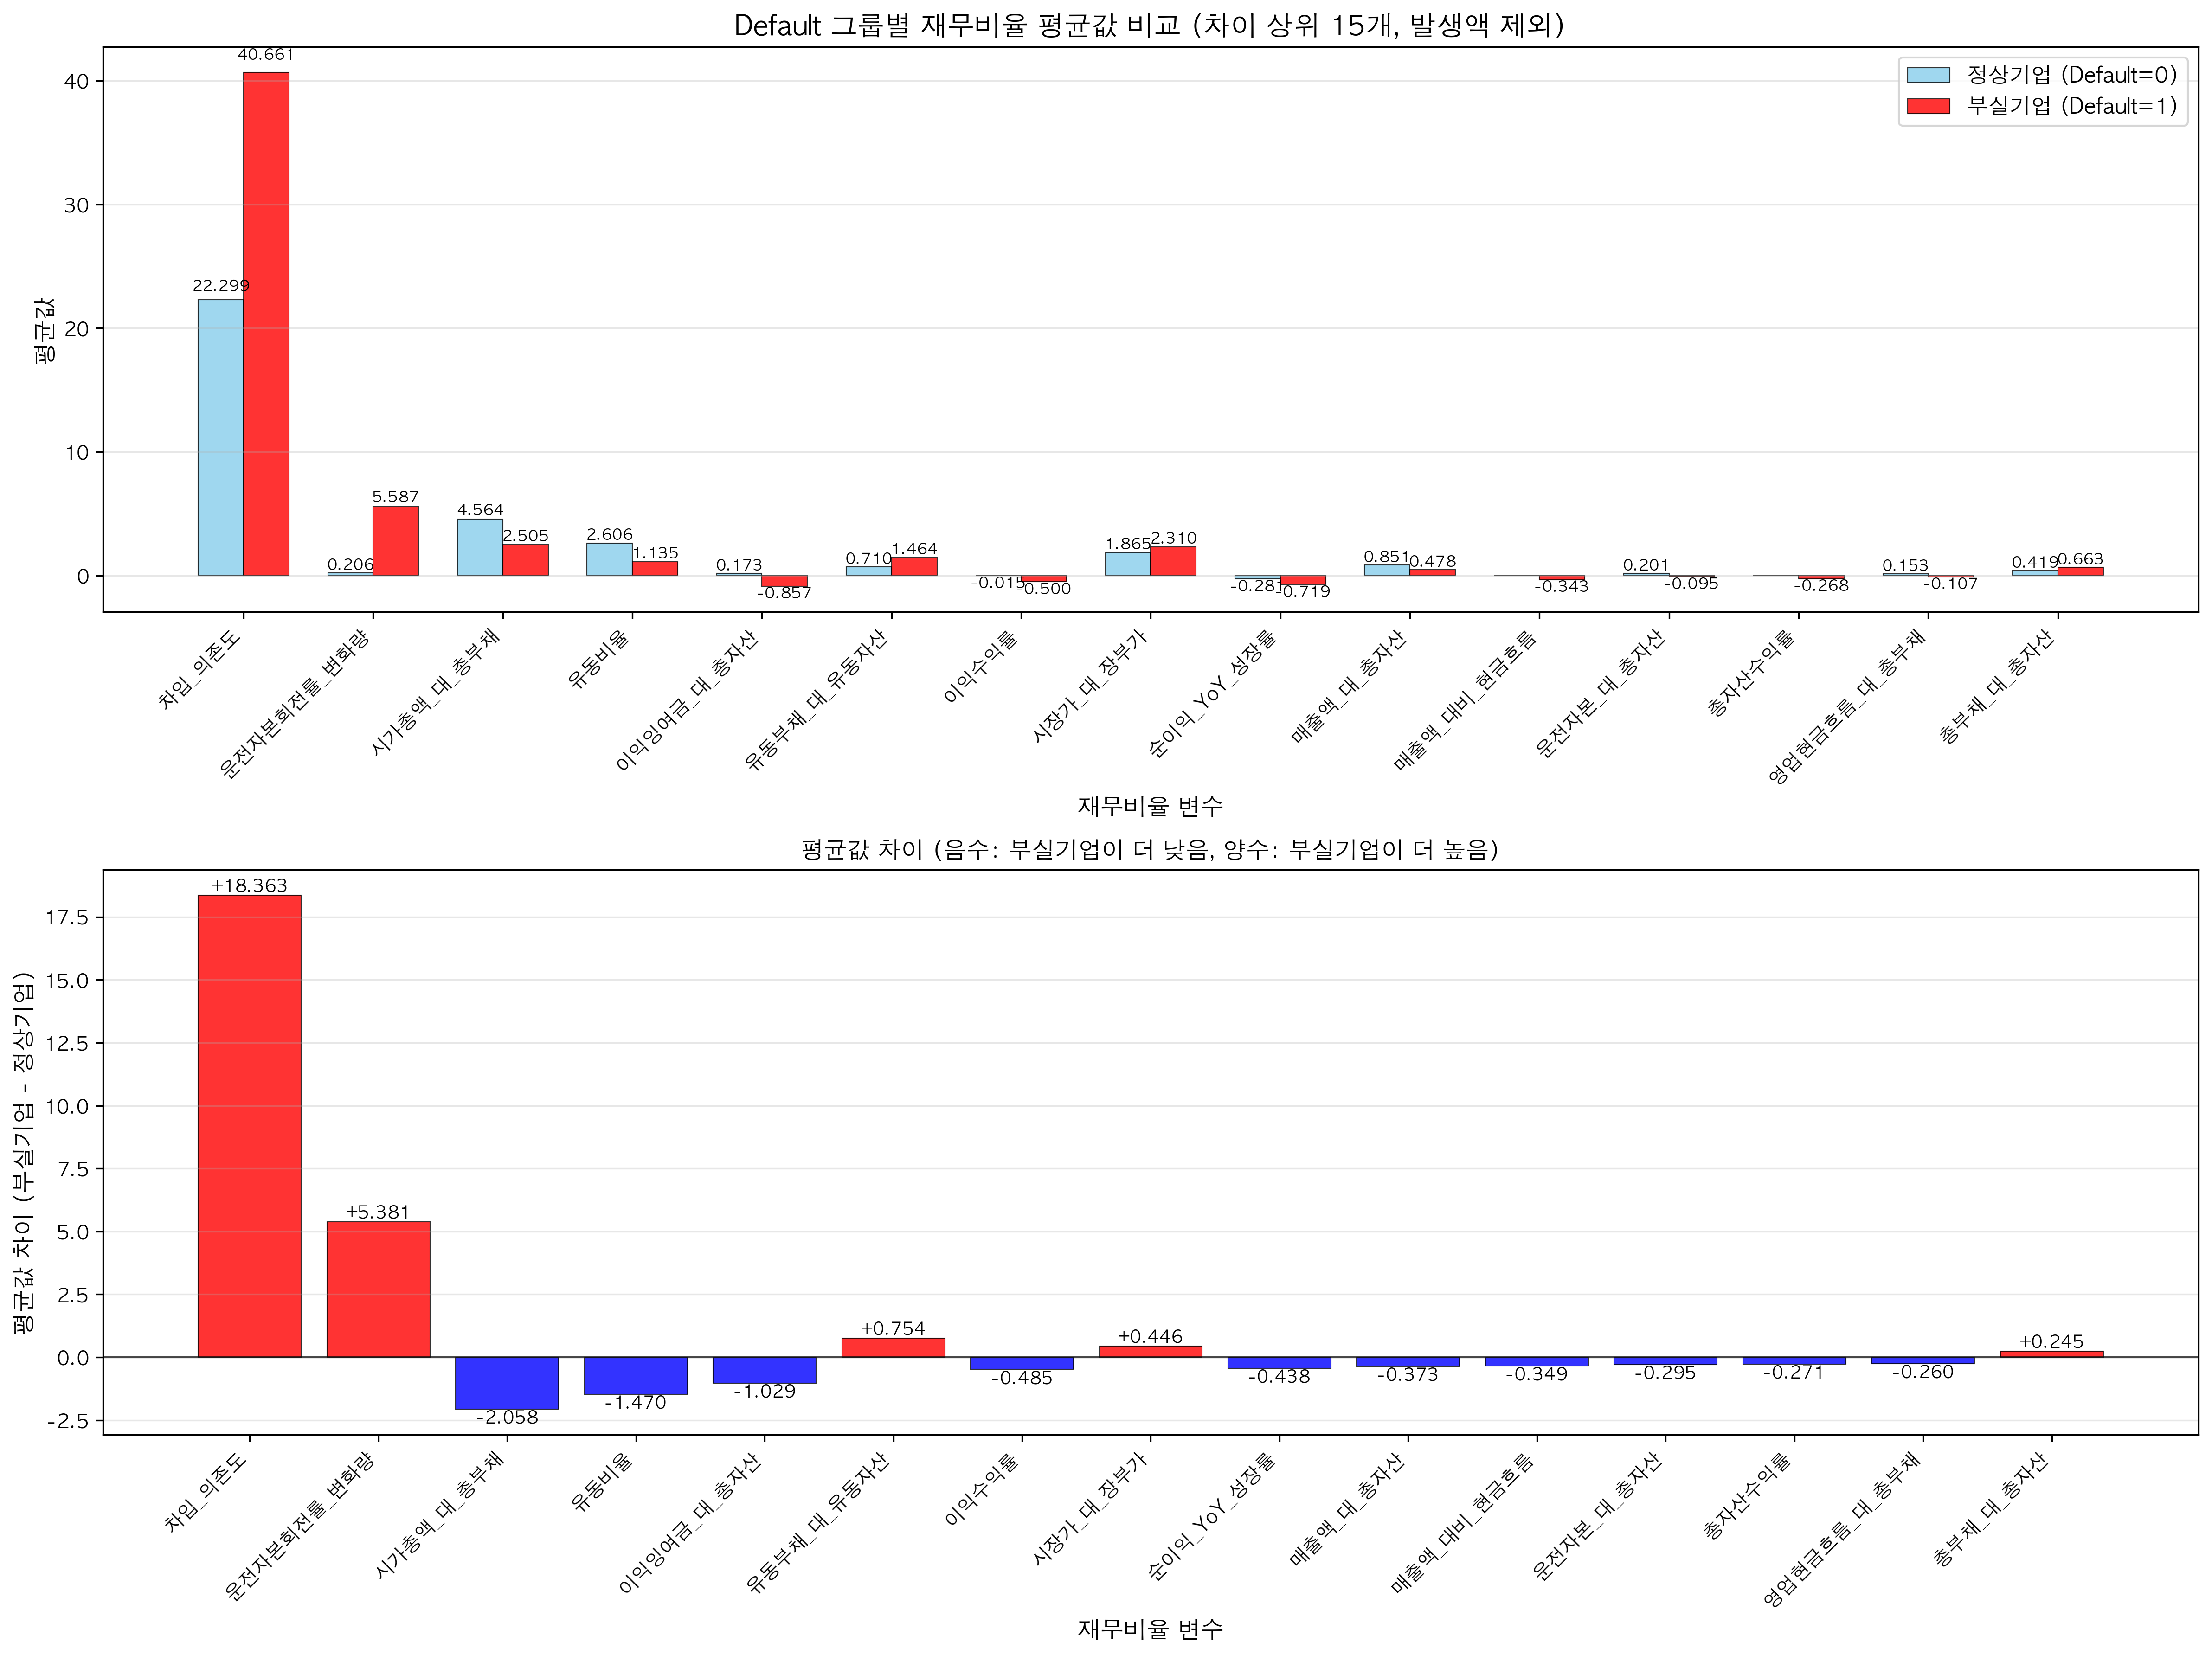 Default 그룹별 재무비율 평균값 비교 (차이 상위 15개, 발생액 제외)
정상기업 (Default=0)
부실기업 (Default=1)
평균값
40
30
20
10
0
22.299
40.661
0.206
5.587
4.564
2.505
2.606
1.135
0.173
-0.857
0.710
1.464
-0.015
-0.500
1.865
2.310
-0.281
-0.719
0.851
0.478
-0.343
0.201
-0.095
-0.268
0.153
-0.107
0.419
0.663
차입_의존도
운전자본회전률_변화량
시가총액_대_총부채
유동비율
이익잉여금_대_총자산
유동부채_대_유동자산
이익수익률
시장가_대_장부가
순이익_YoY_성장률
매출액_대_총자산
매출액_대비_현금흐름
운전자본_대_총자산
총자산수익률
영업현금흐름_대_총부채
총부채_대_총자산
재무비율 변수
평균값 차이 (음수: 부실기업이 더 낮음, 양수: 부실기업이 더 높음)
평균값 차이 (부실기업 - 정상기업)
17.5
15.0
12.5
10.0
7.5
5.0
2.5
0.0
-2.5
+18.363
+5.381
-2.058
-1.470
-1.029
+0.754
-0.485
+0.446
-0.438
-0.373
-0.349
-0.295
-0.271
-0.260
+0.245
차입_의존도
운전자본회전률_변화량
시가총액_대_총부채
유동비율
이익잉여금_대_총자산
유동부채_대_유동자산
이익수익률
시장가_대_장부가
순이익_YoY_성장률
매출액_대_총자산
매출액_대비_현금흐름
운전자본_대_총자산
총자산수익률
영업현금흐름_대_총부채
총부채_대_총자산
재무비율 변수